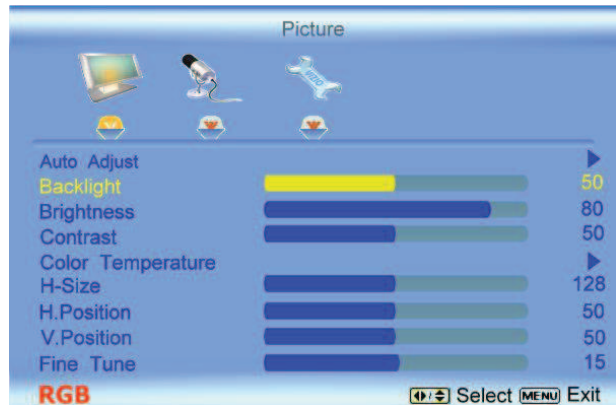 Picture
Auto Adjust
Backlight 50
Brightness 80
Contrast 50
Color Temperature
H-Size 128
H.Position 50
V.Position 50
Fine Tune 15
RGB Select MENU Exit